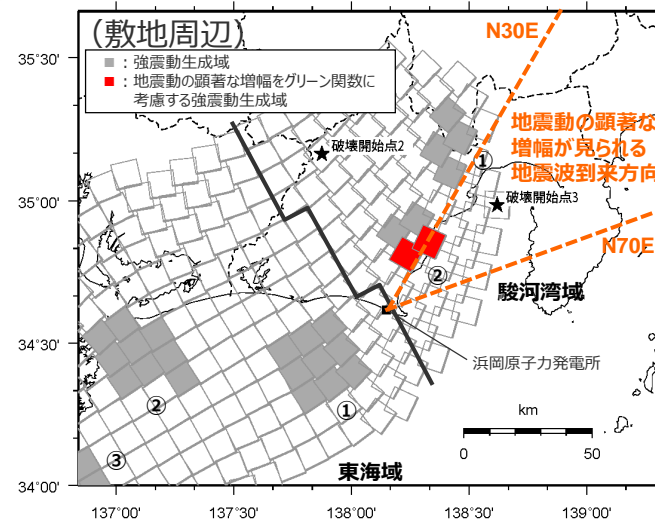 (敷地周辺)
■ ：強震動生成域
■ ：地震動の顕著な増幅をグリーン関数に
考慮する強震動生成域
N30E
地震動の顕著な
増幅が見られる
地震波到来方向
①
★破壊開始点2
★破壊開始点3
N70E
②
駿河湾域
浜岡原子力発電所
②
①
③
東海域
km
0 50
35°30'
35°00'
34°30'
34°00'
137°00' 137°30' 138°00' 138°30' 139°00'